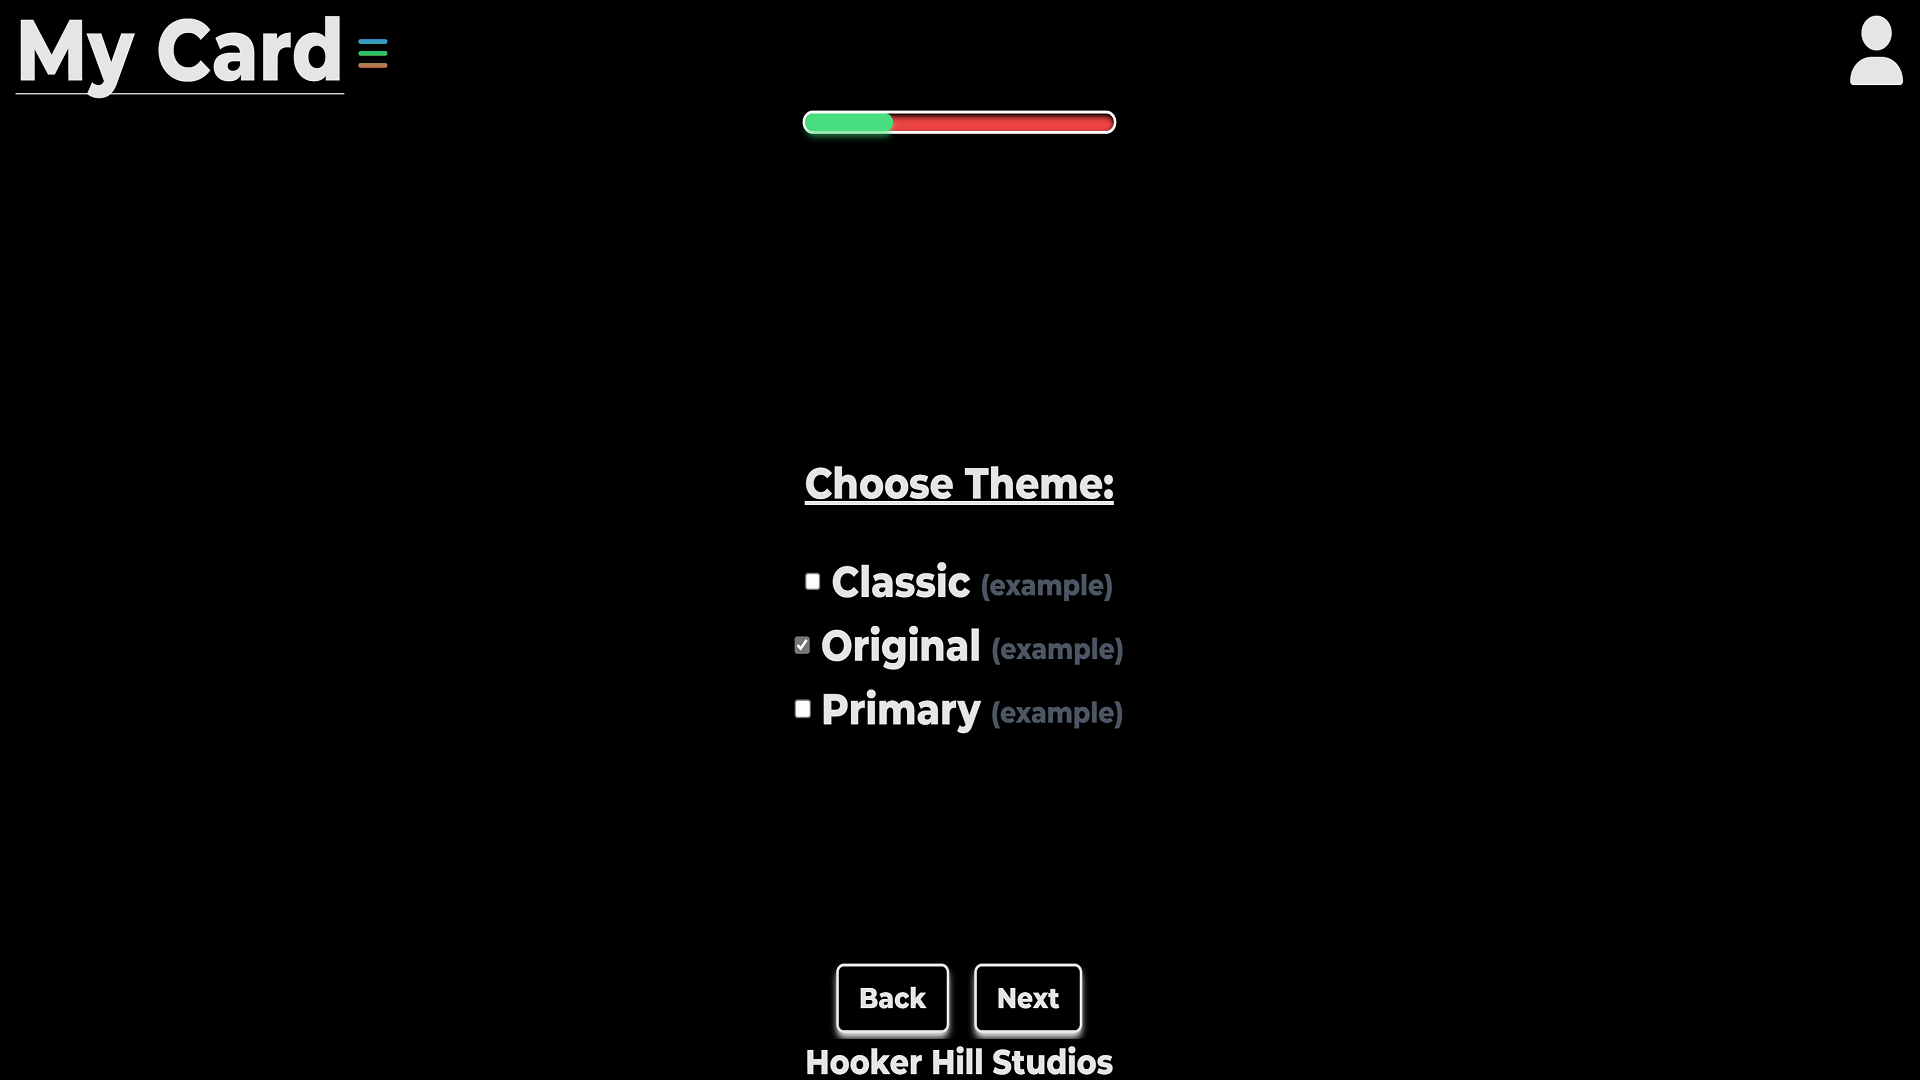 My Card
Choose Theme:
Classic (example)
Original (example)
Primary (example)
Back
Next
Hooker Hill Studios